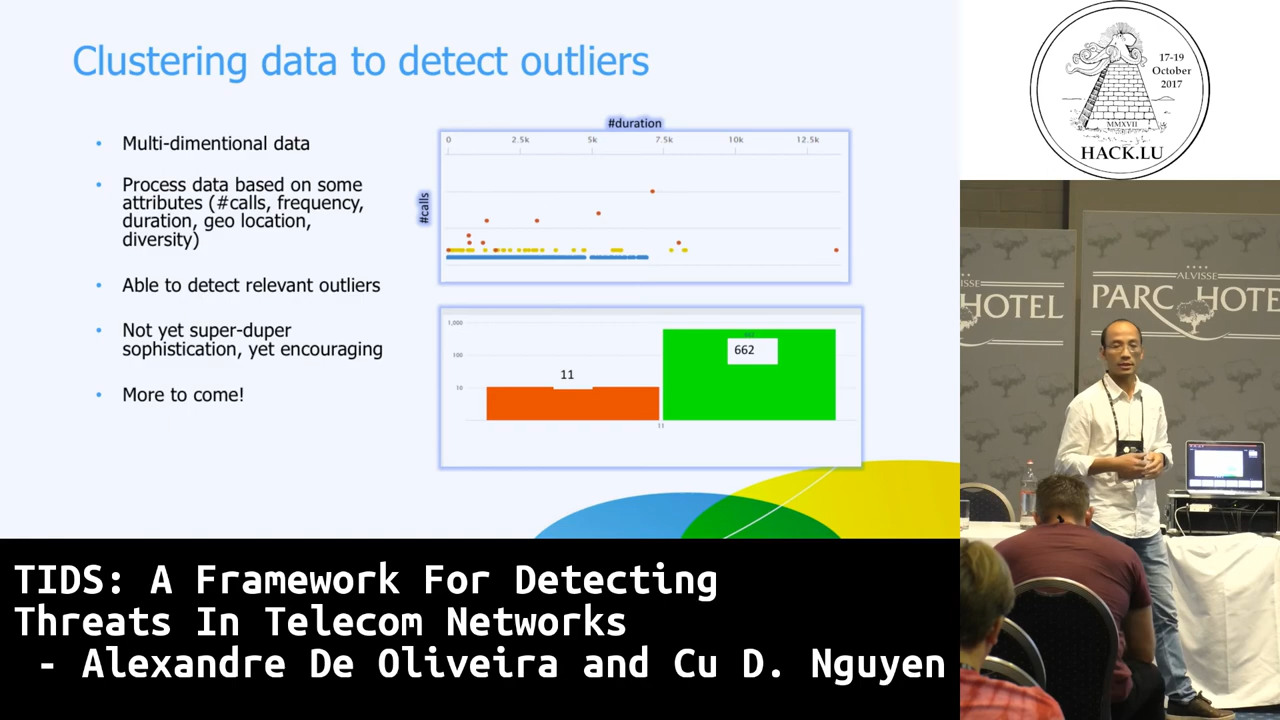 Clustering data to detect outliers
• Multi-dimentional data
• Process data based on some
attributes (#calls, frequency,
duration, geo location,
diversity)
• Able to detect relevant outliers
• Not yet super-duper
sophistication, yet encouraging
• More to come!
#duration
0 2.5k 5k 7.5k 10k 12.5k
#calls
1,000
100
10
11
662
11
17-19
October
2017
MMXVII
HACK.LU
HOTEL
ALVISSE
PARC HOTE
TIDS: A Framework For Detecting
Threats In Telecom Networks
- Alexandre De Oliveira and Cu D. Nguyen